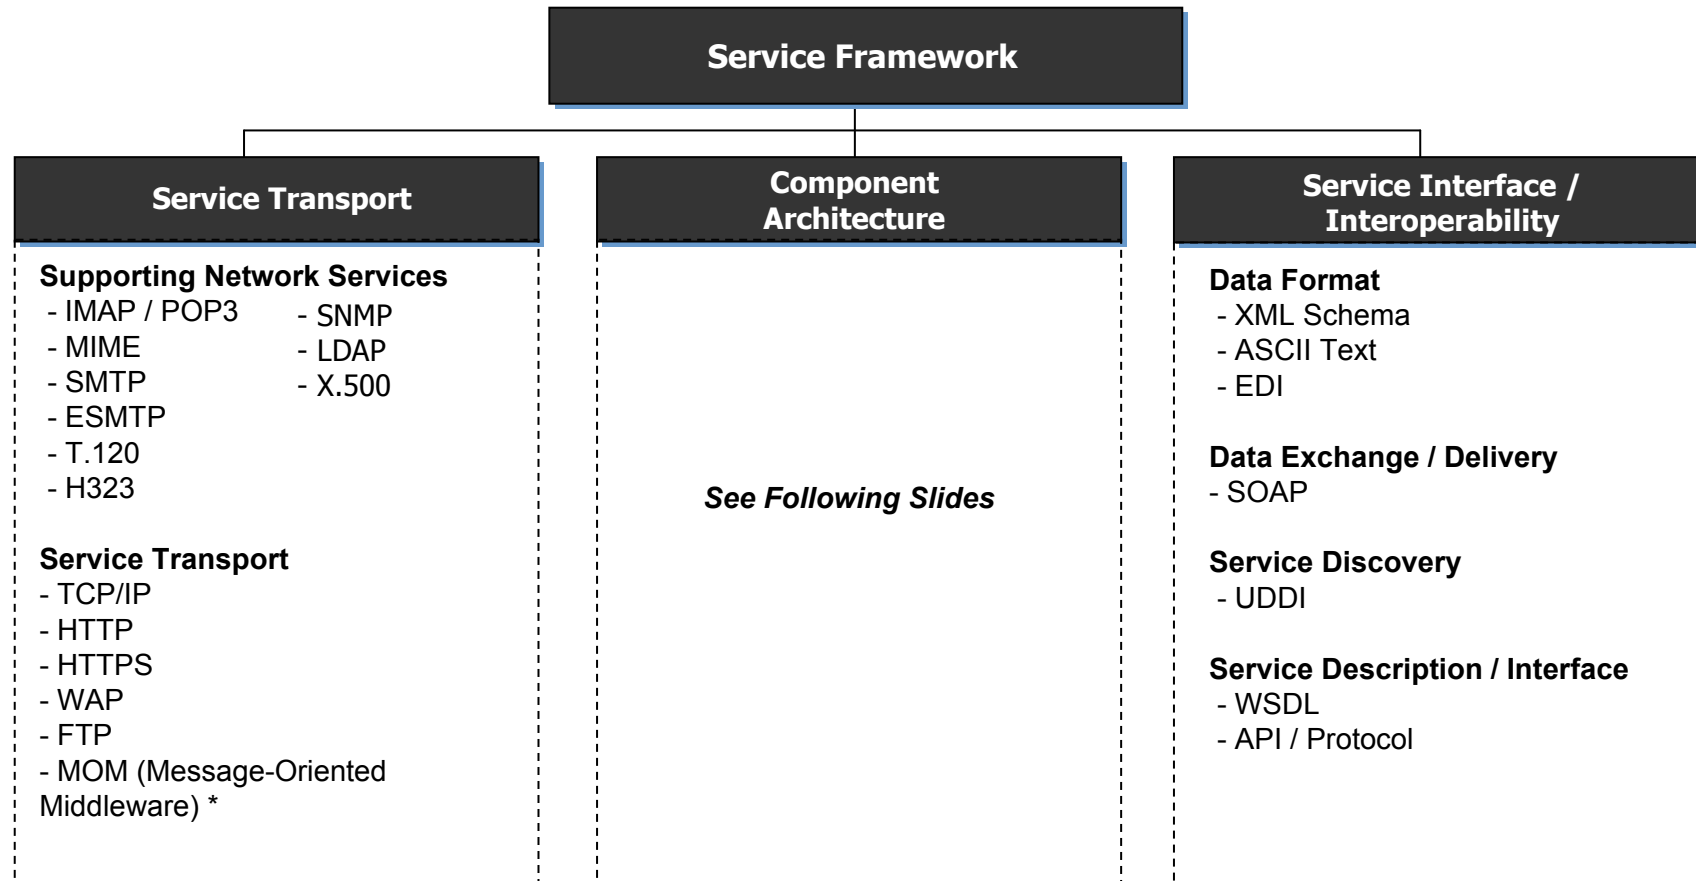 Service Framework
Service Transport
Supporting Network Services
- IMAP / POP3
- MIME
- SMTP
- ESMTP
- T.120
- H323
- SNMP
- LDAP
- X.500
Service Transport
- TCP/IP
- HTTP
- HTTPS
- WAP
- FTP
- MOM (Message-Oriented
Middleware) *
Component
Architecture
See Following Slides
Service Interface /
Interoperability
Data Format
- XML Schema
- ASCII Text
- EDI
Data Exchange / Delivery
- SOAP
Service Discovery
- UDDI
Service Description / Interface
- WSDL
- API / Protocol